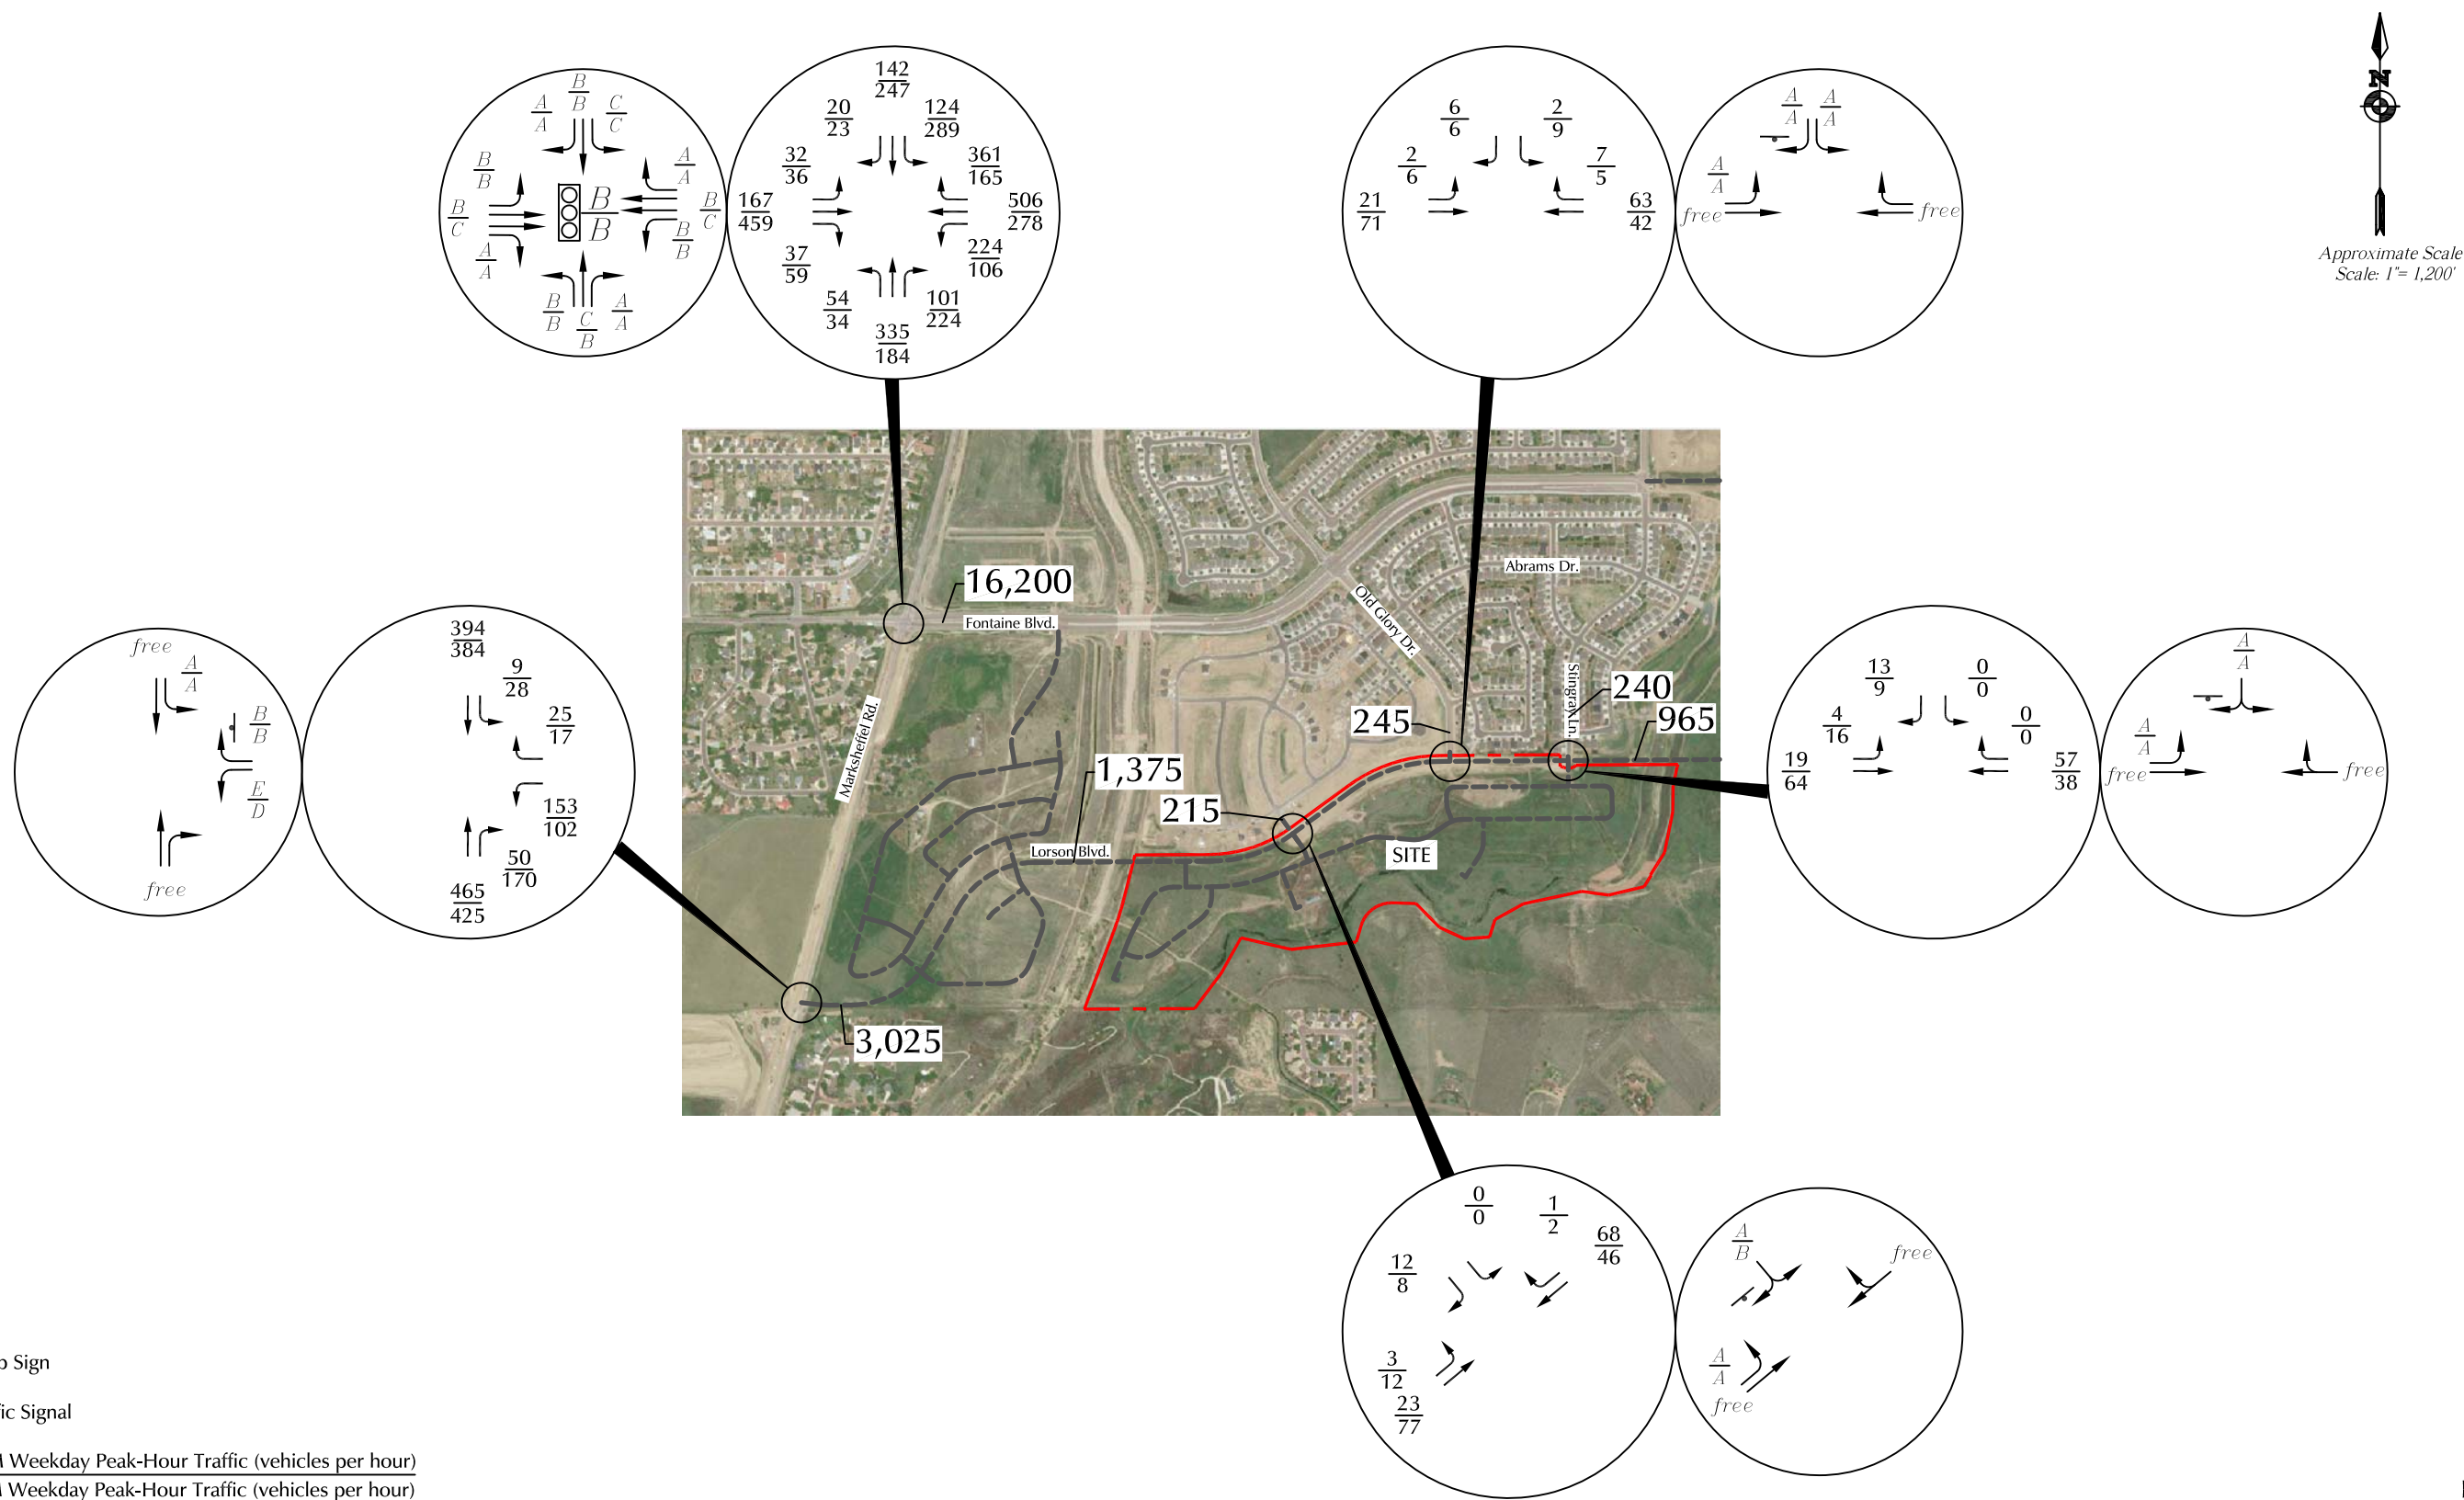 142
247
20
23
124
289
32
36
361
165
167
459
506
278
37
59
224
106
54
34
101
224
335
184
B
B
A
A
C
C
B
B
A
A
B
C
B
B
B
C
A
A
B
B
B
B
C
B
A
A
6
6
2
9
2
6
7
5
21
71
63
42
A
A
A
A
A
A
free
free
N
Approximate Scale
Scale: 1"= 1,200'
free
A
A
B
B
E
D
free
394
384
9
28
25
17
153
102
50
170
465
425
16,200
Fontaine Blvd.
Abrams Dr.
Old Glory Dr.
Stingray Ln.
Marksheffel Rd.
240
245
965
1,375
215
Lorson Blvd.
SITE
3,025
13
9
0
0
4
16
0
0
19
64
57
38
A
A
A
A
free
free
0
0
1
2
68
46
12
8
3
12
23
77
A
B
free
A
A
free
Sign
Signal
Weekday Peak-Hour Traffic (vehicles per hour)
Weekday Peak-Hour Traffic (vehicles per hour)